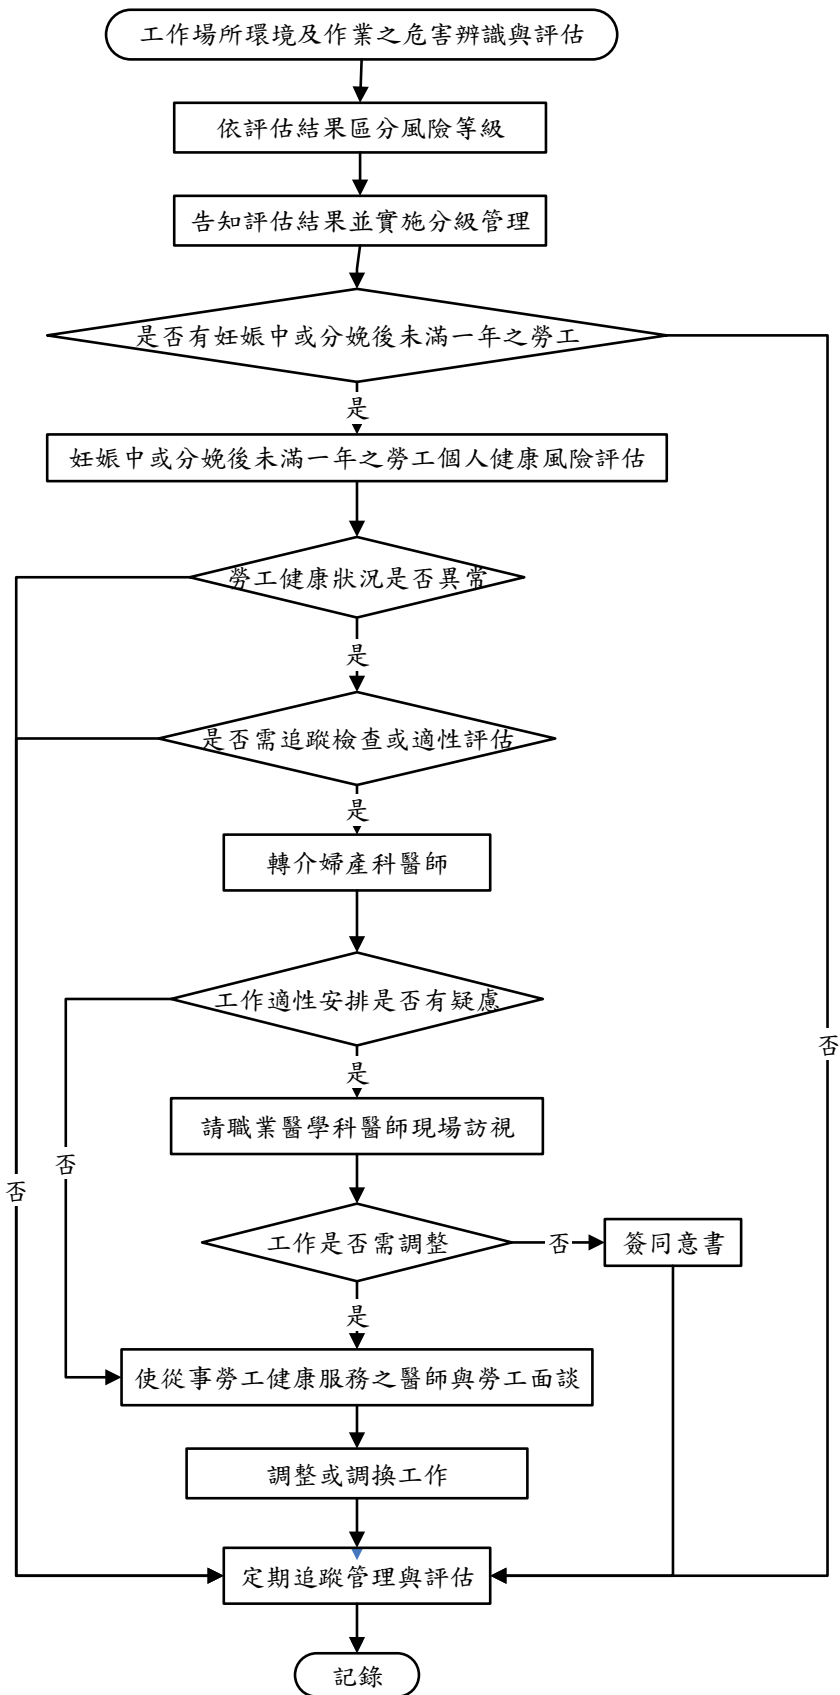 工作場所環境及作業之危害辨識與評估
依評估結果區分風險等級
告知評估結果並實施分級管理
是否有妊娠中或分娩後未滿一年之勞工
是
妊娠中或分娩後未滿一年之勞工個人健康風險評估
勞工健康狀況是否異常
是
是否需追蹤檢查或適性評估
是
轉介婦產科醫師
工作適性安排是否有疑慮
否
是
請職業醫學科醫師現場訪視
否
否
工作是否需調整
否
簽同意書
是
使從事勞工健康服務之醫師與勞工面談
調整或調換工作
定期追蹤管理與評估
記錄